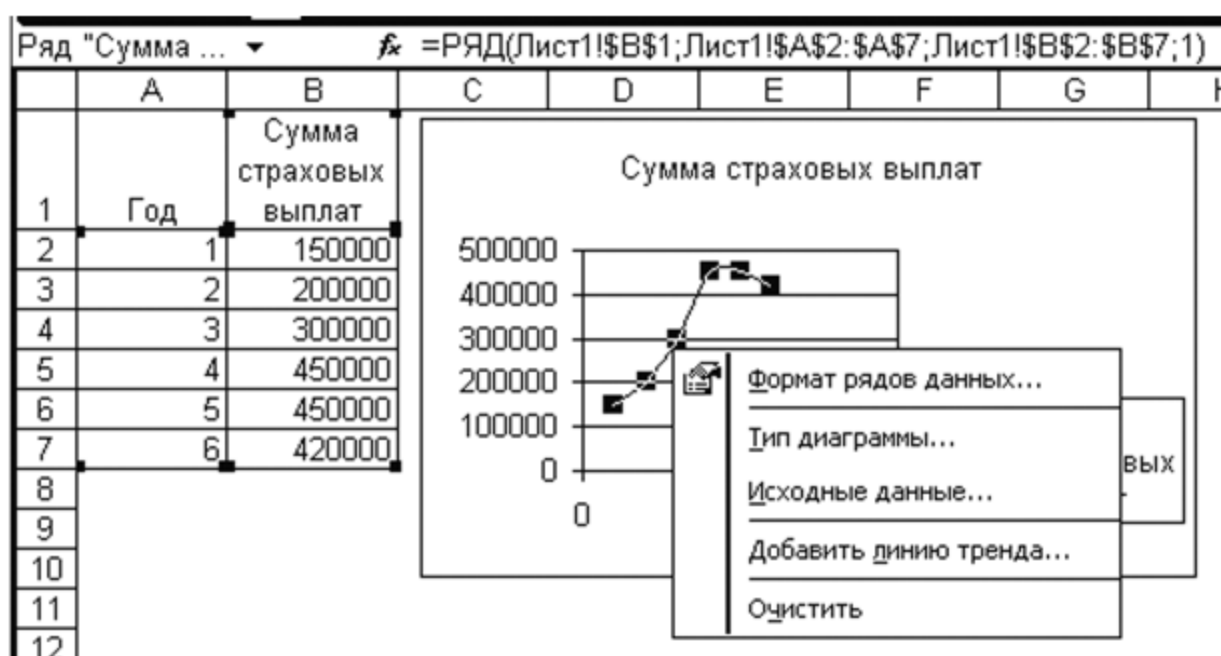 Ряд "Сумма ... fx =РЯД(Лист1!$B$1;Лист1!$A$2:$A$7;Лист1!$B$2:$B$7;1)
A B C D E F G
1 Год Сумма страховых выплат
2 1 150000
3 2 200000
4 3 300000
5 4 450000
6 5 450000
7 6 420000
8
9
10
11
12
Сумма страховых выплат
500000
400000
300000
200000
100000
0
0
вых
Формат рядов данных...
Тип диаграммы...
Исходные данные...
Добавить линию тренда...
Очистить